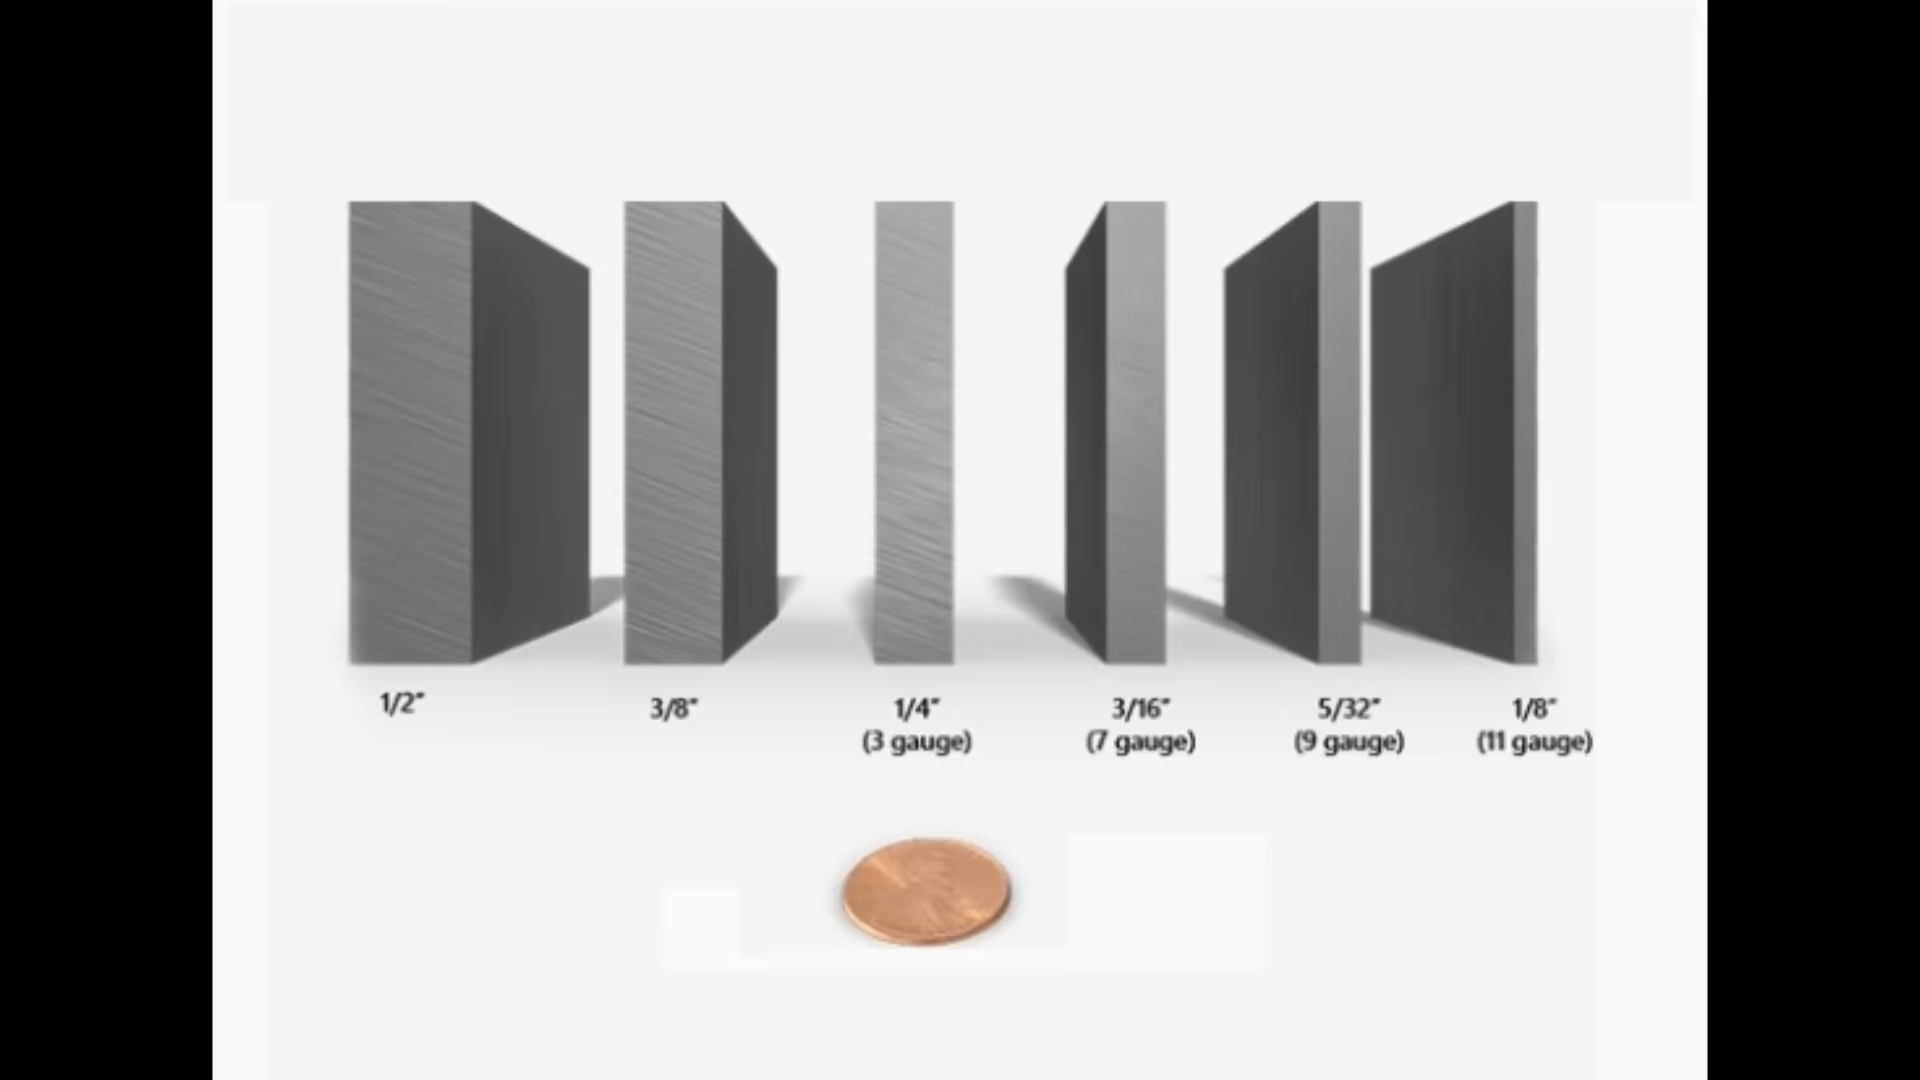 1/2″
3/8″
1/4″
(3 gauge)
3/16″
(7 gauge)
5/32″
(9 gauge)
1/8″
(11 gauge)